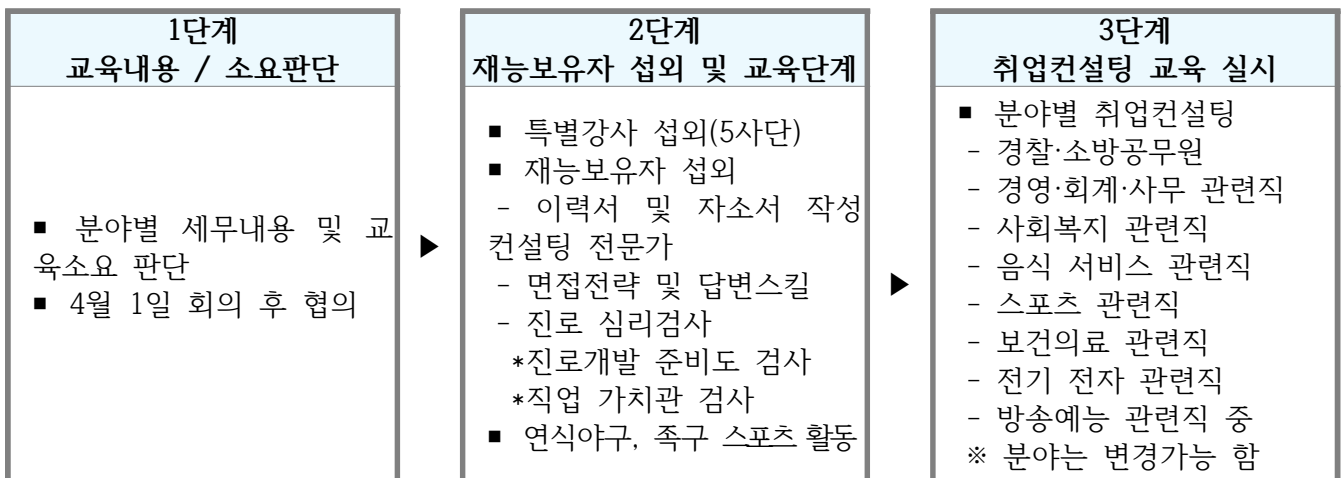 1단계
교육내용 / 소요판단
■ 분야별 세무내용 및 교
육소요 판단
■ 4월 1일 회의 후 협의
▶
2단계
재능보유자 섭외 및 교육단계
■ 특별강사 섭외(5사단)
■ 재능보유자 섭외
- 이력서 및 자소서 작성
컨설팅 전문가
- 면접전략 및 답변스킬
- 진로 심리검사
*진로개발 준비도 검사
*직업 가치관 검사
■ 연식야구, 족구 스포츠 활동
▶
3단계
취업컨설팅 교육 실시
■ 분야별 취업컨설팅
- 경찰·소방공무원
- 경영·회계·사무 관련직
- 사회복지 관련직
- 음식 서비스 관련직
- 스포츠 관련직
- 보건의료 관련직
- 전기 전자 관련직
- 방송예능 관련직 중
※ 분야는 변경가능 함